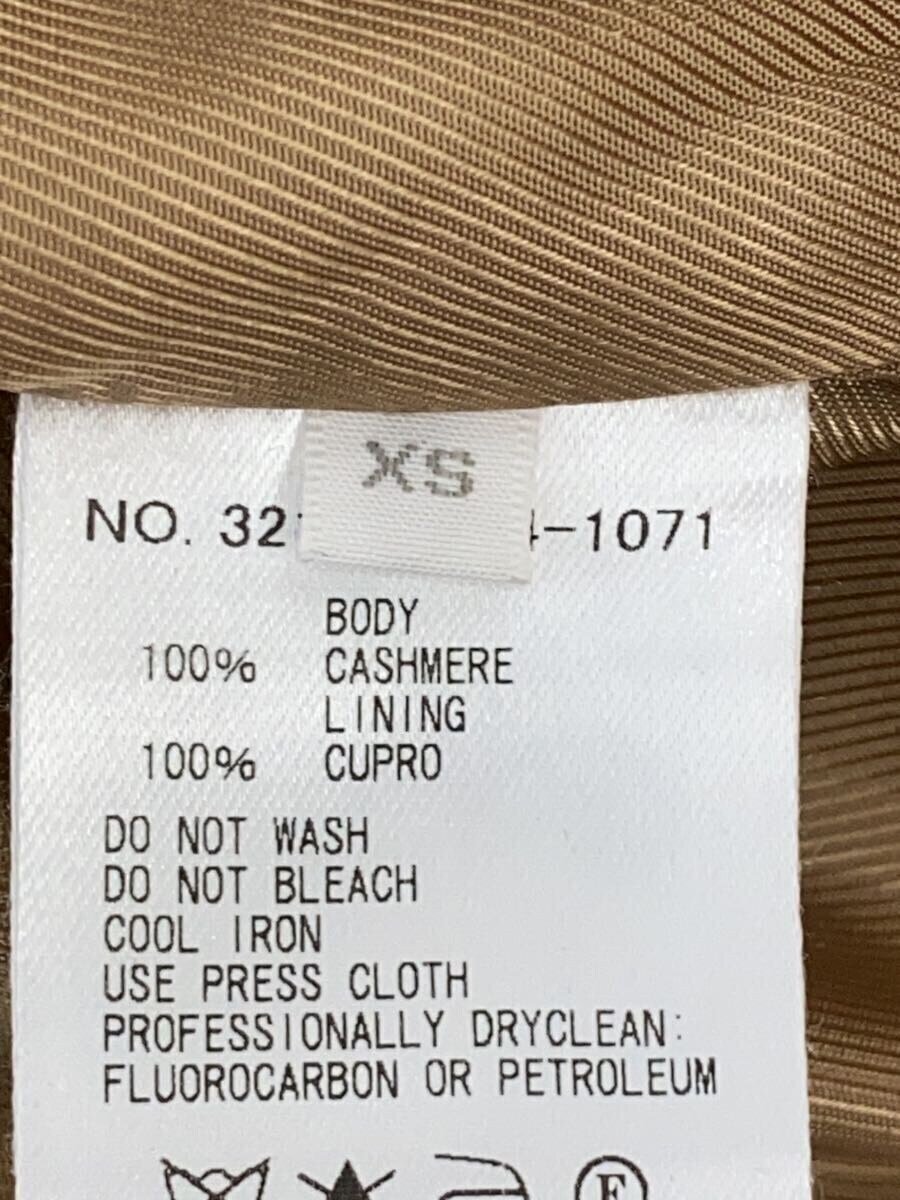 XS
NO. 32 4-1071
BODY
100% CASHMERE
LINING
100% CUPRO
DO NOT WASH
DO NOT BLEACH
COOL IRON
USE PRESS CLOTH
PROFESSIONALLY DRYCLEAN:
FLUOROCARBON OR PETROLEUM
F